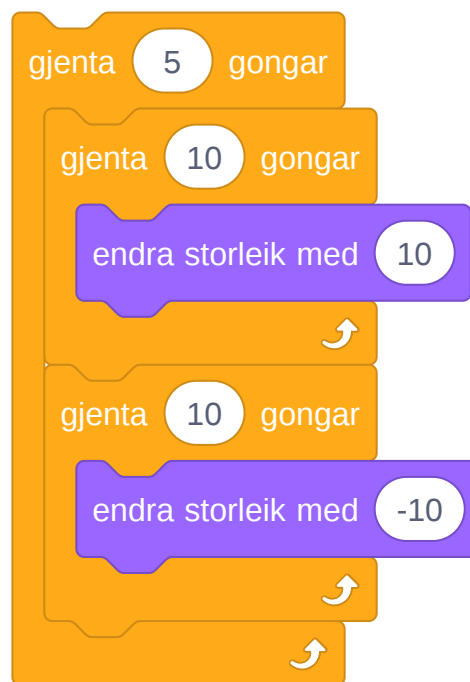 gjenta 5 gongar
gjenta 10 gongar
endra storleik med 10
gjenta 10 gongar
endra storleik med -10